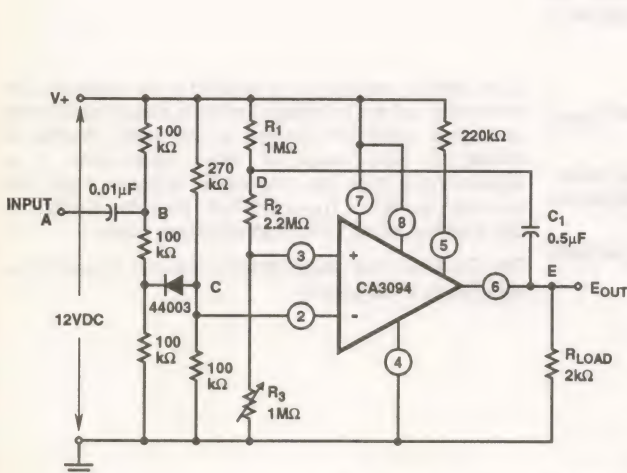 V+
100
kΩ
R1
1MΩ
220kΩ
270
kΩ
0.01µF
D
7
8
INPUT
A
B
R2
2.2MΩ
C1
0.5µF
100
kΩ
3
+
5
C
CA3094
6
E
EOUT
44003
12VDC
2
-
4
100
kΩ
100
kΩ
R3
1MΩ
RLOAD
2kΩ